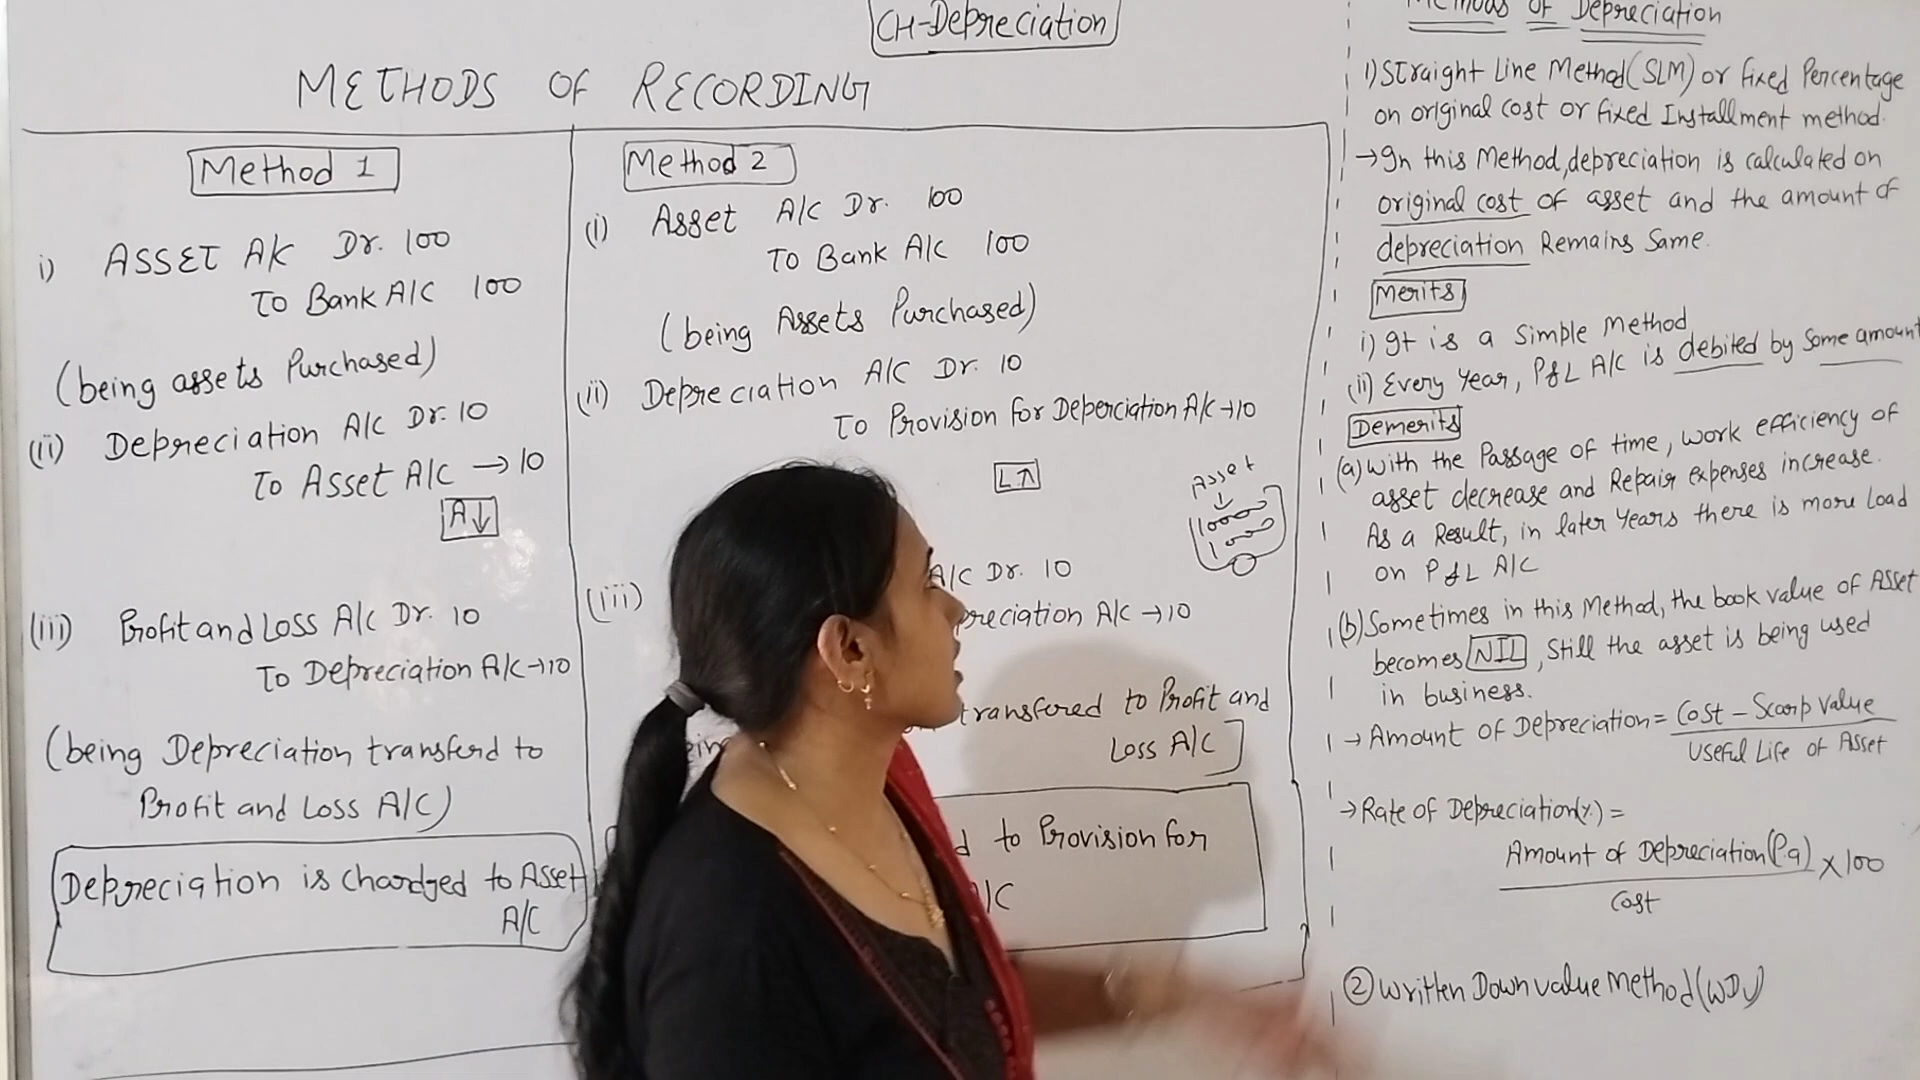 CH-Depreciation
METHODS OF RECORDING
Method 1
i) ASSET A/C Dr. 100
To Bank A/C 100
(being assets Purchased)
(ii) Depreciation A/C Dr. 10
To Asset A/C → 10
A↓
(iii) Profit and Loss A/C Dr. 10
To Depreciation A/C → 10
(being Depreciation transferd to
Profit and Loss A/C)
Depreciation is chardged to Asset
A/C
Method 2
(i) Asset A/C Dr. 100
To Bank A/C 100
(being Assets Purchased)
(ii) Depreciation A/C Dr. 10
To Provision for Deperciation A/C → 10
L↑
Asset
↓
10000
1000
(iii) A/C Dr. 10
preciation A/C → 10
transfered to Profit and
Loss A/C
d to Provision for
A/C
Methods of Depreciation
1) Straight Line Method (SLM) or fixed Percentage
on original cost or fixed Installment method.
→ In this Method, depreciation is calculated on
original cost of asset and the amount of
depreciation Remains Same.
Merits
i) It is a Simple Method
(ii) Every Year, P&L A/C is debited by Some amount
Demerits
(a) With the Passage of time, work efficiency of
asset decrease and Repair expenses increase.
As a Result, in later Years there is more Load
on P&L A/C
(b) Sometimes in this Method, the book value of Asset
becomes NIL, Still the asset is being used
in business.
→ Amount of Depreciation = Cost - Scarp Value
Useful Life of Asset
→ Rate of Depreciation(%) =
Amount of Depreciation (P.a) × 100
Cost
② Written Down value Method (WDV)